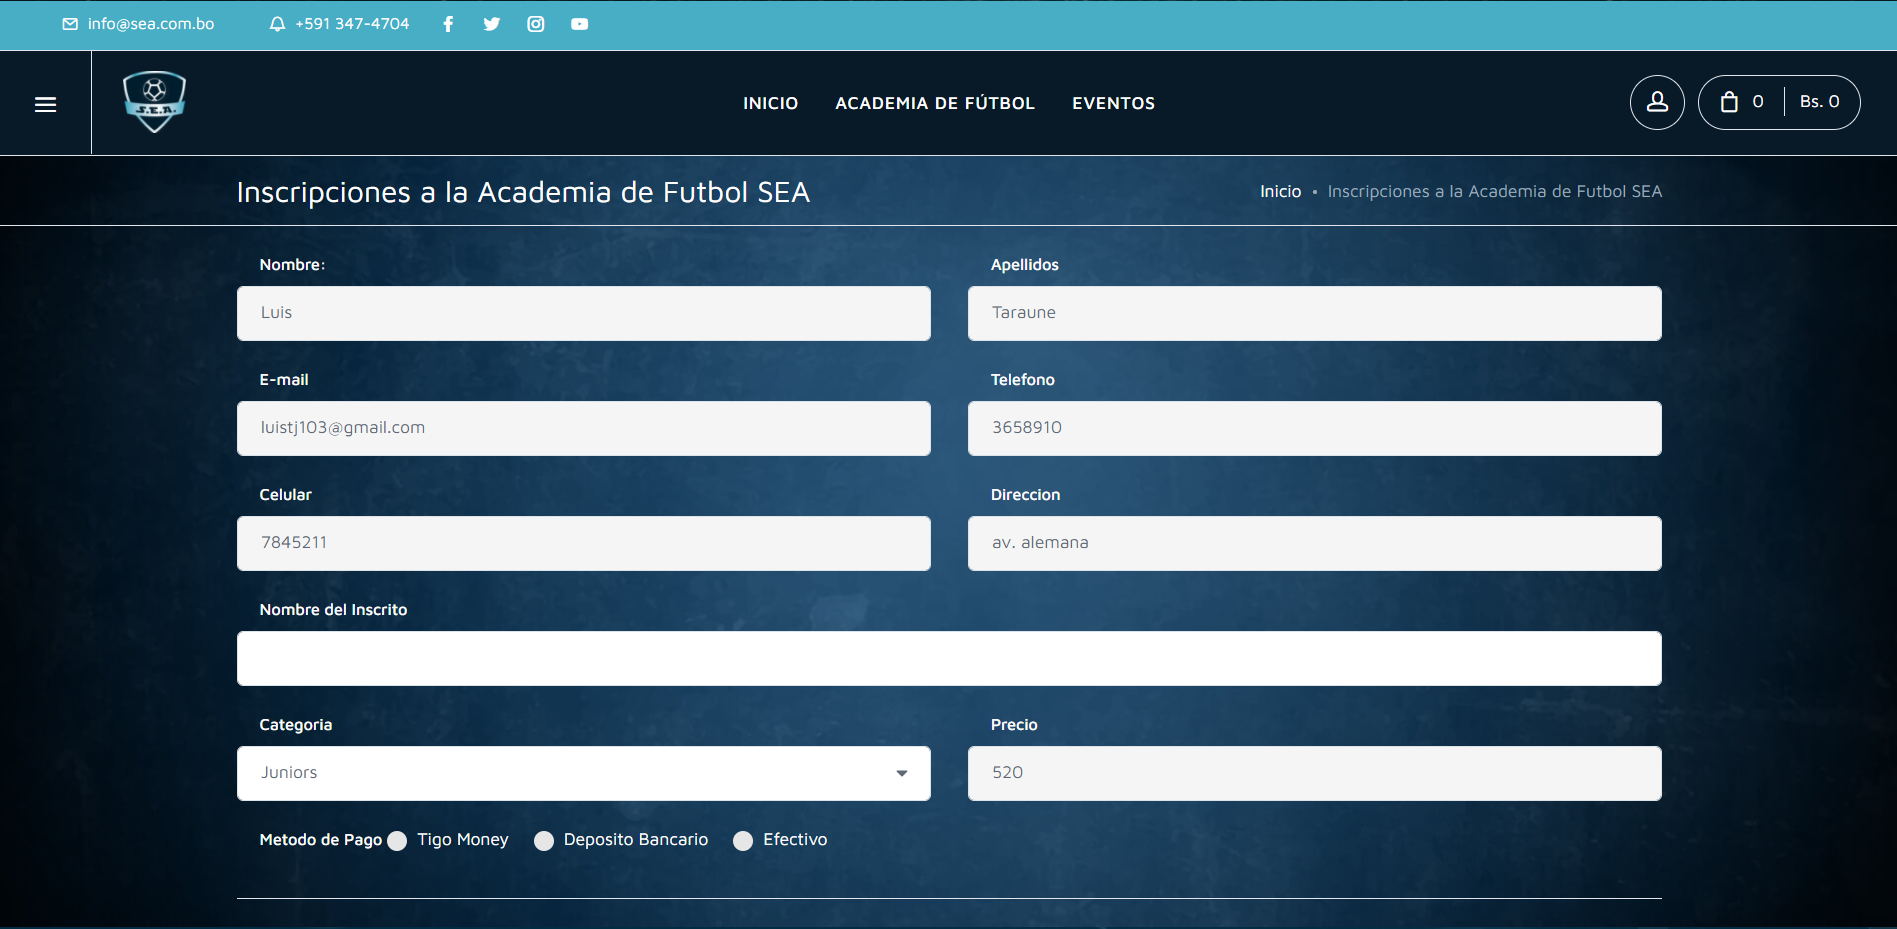 info@sea.com.bo +591 347-4704
S.E.A.
INICIO ACADEMIA DE FÚTBOL EVENTOS
0 Bs. 0
Inscripciones a la Academia de Futbol SEA
Inicio • Inscripciones a la Academia de Futbol SEA
Nombre: Apellidos
Luis Taraune
E-mail Telefono
luistj103@gmail.com 3658910
Celular Direccion
7845211 av. alemana
Nombre del Inscrito
Categoria Precio
Juniors 520
Metodo de Pago Tigo Money Deposito Bancario Efectivo